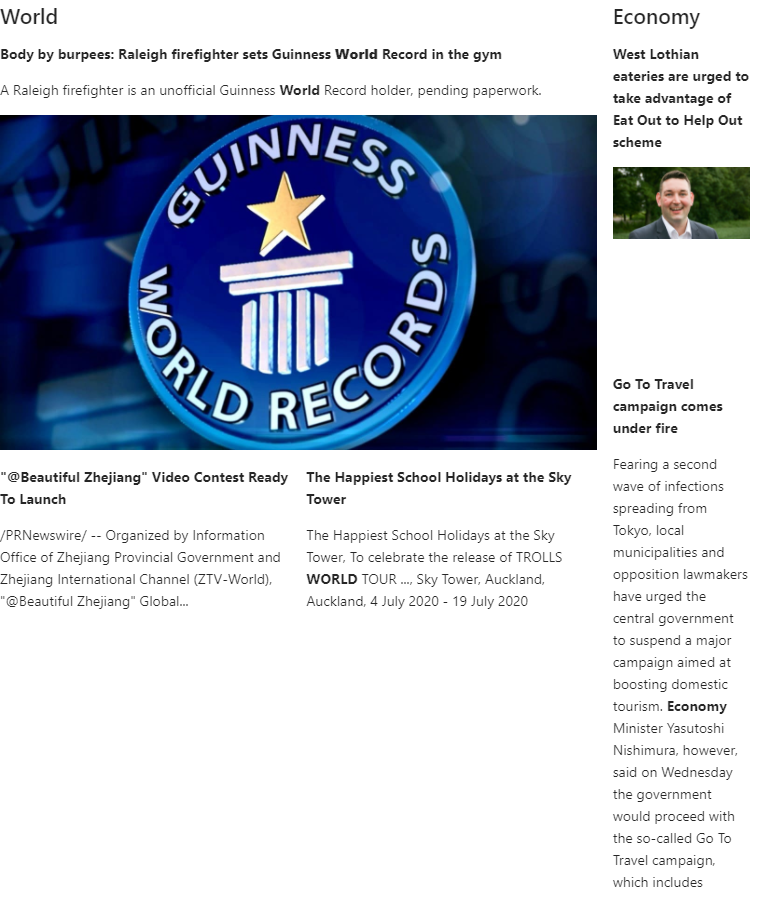 World
Body by burpees: Raleigh firefighter sets Guinness World Record in the gym
A Raleigh firefighter is an unofficial Guinness World Record holder, pending paperwork.
GUINNESS
WORLD RECORDS
"@Beautiful Zhejiang" Video Contest Ready
To Launch
/PRNewswire/ -- Organized by Information
Office of Zhejiang Provincial Government and
Zhejiang International Channel (ZTV-World),
"@Beautiful Zhejiang" Global...
The Happiest School Holidays at the Sky
Tower
The Happiest School Holidays at the Sky
Tower, To celebrate the release of TROLLS
WORLD TOUR ..., Sky Tower, Auckland,
Auckland, 4 July 2020 - 19 July 2020
Economy
West Lothian
eateries are urged to
take advantage of
Eat Out to Help Out
scheme
Go To Travel
campaign comes
under fire
Fearing a second
wave of infections
spreading from
Tokyo, local
municipalities and
opposition lawmakers
have urged the
central government
to suspend a major
campaign aimed at
boosting domestic
tourism. Economy
Minister Yasutoshi
Nishimura, however,
said on Wednesday
the government
would proceed with
the so-called Go To
Travel campaign,
which includes